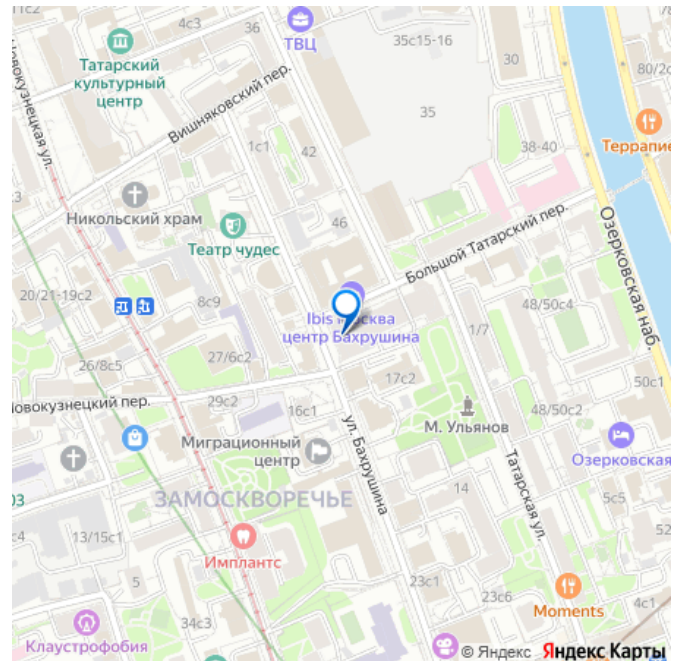 11с2
4с2
36
ТВЦ
35с15-16
30
80/2с
Татарский
культурный
центр
Новокузнецкая ул.
Вишняковский пер.
35
1с1
42
38-40
Террапие
Никольский храм
46
Театр чудес
Большой Татарский пер.
Озерковская наб.
20/21-19с2
8с9
Ibis Москва
центр Бахрушина
48/50с4
1/7
27/6с2
26/8с5
17с2
Новокузнецкий пер.
29с2
16с1
50с1
48/50с2
М. Ульянов
Миграционный
центр
ул. Бахрушина
Озерковская
03
ЗАМОСКВОРЕЧЬЕ
14
Татарская ул.
5с5
13/15с1
52
Имплантс
5
23с1
23с6
4с1
Moments
34с3
Клаустрофобия
© Яндекс Яндекс Карты